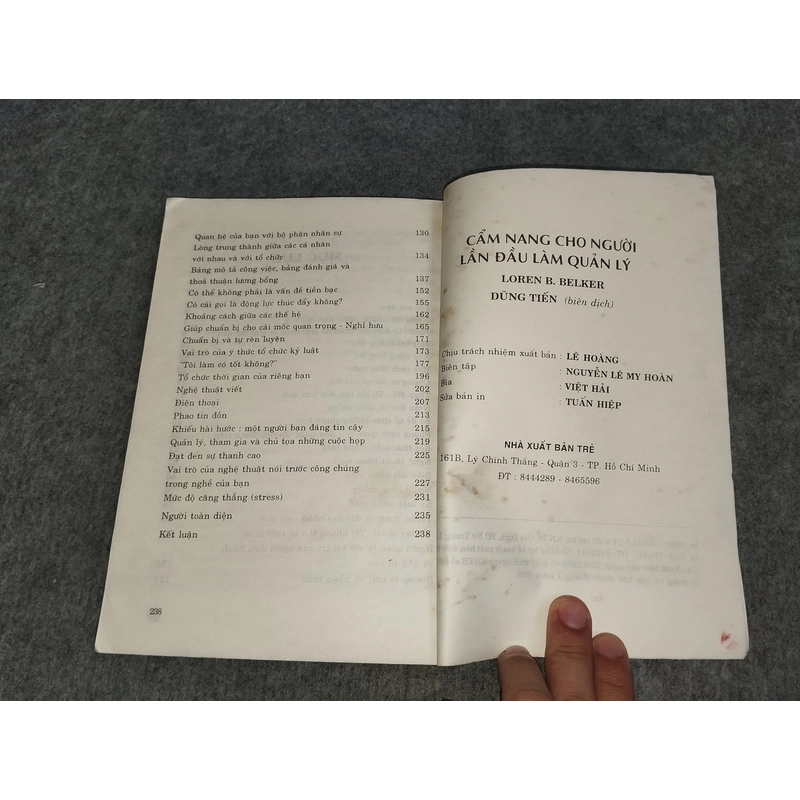 Quan hệ của bạn với bộ phận nhân sự 130
Lòng trung thành giữa các cá nhân
với nhau và với tổ chức 134
Bảng mô tả công việc, bảng đánh giá và
thoả thuận lương bổng 137
Có thể không phải là vấn đề tiền bạc 152
Có cái gọi là động lực thúc đẩy không? 155
Khoảng cách giữa các thế hệ 162
Giúp chuẩn bị cho cái mốc quan trọng - Nghỉ hưu 165
Chuẩn bị và tự rèn luyện 171
Vai trò của ý thức tổ chức kỷ luật 173
"Tôi làm có tốt không?" 177
Tổ chức thời gian của riêng bạn 196
Nghệ thuật viết 202
Điện thoại 207
Phao tin đồn 213
Khiếu hài hước : một người bạn đáng tin cậy 215
Quản lý, tham gia và chủ tọa những cuộc họp 219
Đạt đến sự thanh cao 225
Vai trò của nghệ thuật nói trước công chúng
trong nghề của bạn 227
Mức độ căng thẳng (stress) 231
Người toàn diện 235
Kết luận 238
238
CẨM NANG CHO NGƯỜI
LẦN ĐẦU LÀM QUẢN LÝ
LOREN B. BELKER
DŨNG TIẾN (biên dịch)
Chịu trách nhiệm xuất bản : LÊ HOÀNG
Biên tập : NGUYỄN LÊ MY HOÀN
Bìa : VIỆT HẢI
Sửa bản in : TUẤN HIỆP
NHÀ XUẤT BẢN TRẺ
161B, Lý Chính Thắng - Quận 3 - TP. Hồ Chí Minh
ĐT : 8444289 - 8465596